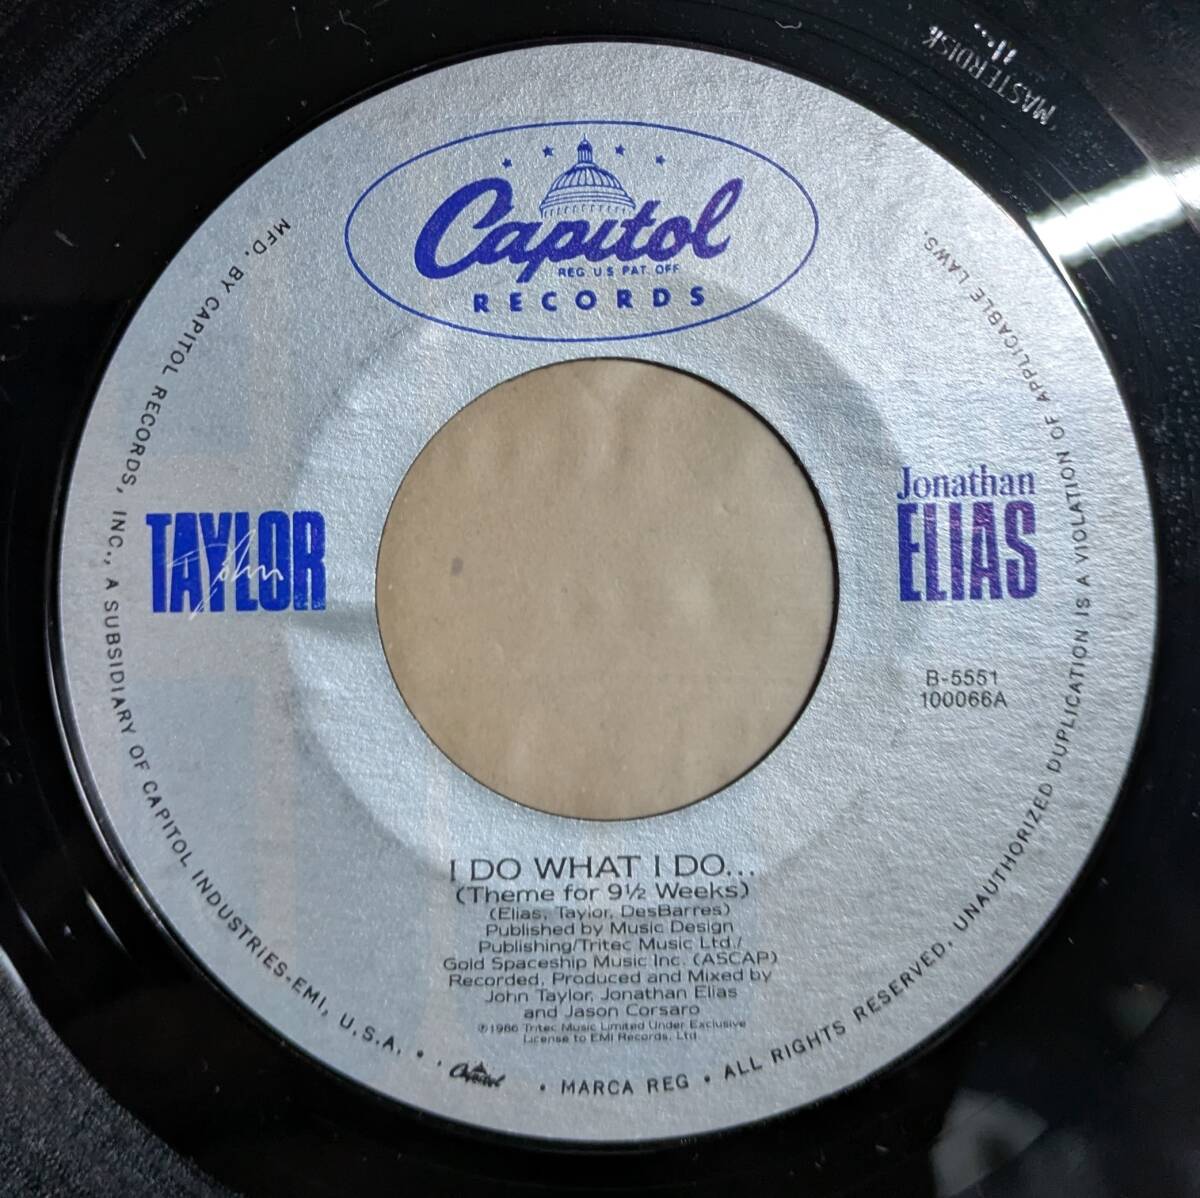 MASTERDISK
Capitol
REG. U.S. PAT. OFF.
RECORDS
TAYLOR
John
Jonathan
ELIAS
B-5551
100066A
I DO WHAT I DO...
(Theme for 9½ Weeks)
(Elias, Taylor, DesBarres)
Published by Music Design
Publishing/Tritec Music Ltd./
Gold Spaceship Music Inc. (ASCAP)
Recorded, Produced and Mixed by
John Taylor, Jonathan Elias
and Jason Corsaro
℗1986 Tritec Music Limited Under Exclusive
License to EMI Records, Ltd.
MFD. BY CAPITOL RECORDS, INC., A SUBSIDIARY OF CAPITOL INDUSTRIES-EMI, U.S.A. • • Capitol • MARCA REG • ALL RIGHTS RESERVED. UNAUTHORIZED DUPLICATION IS A VIOLATION OF APPLICABLE LAWS.